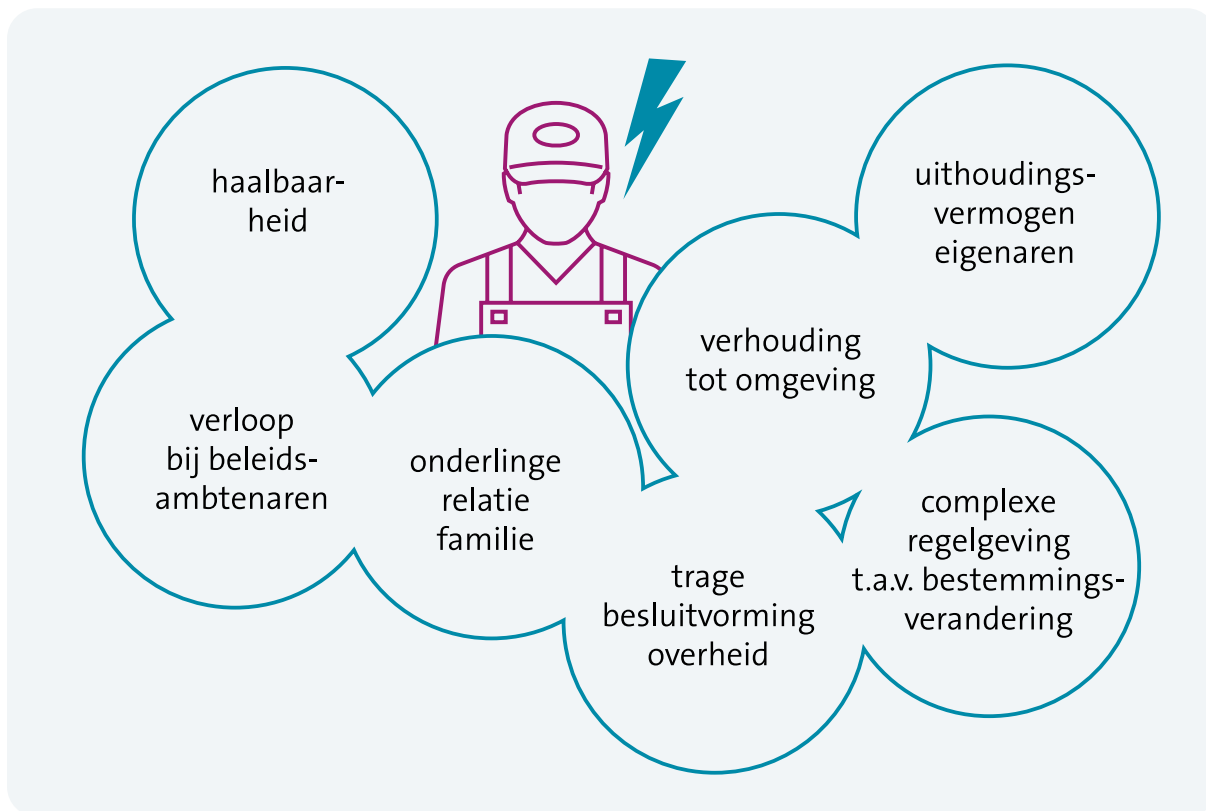 haalbaar-
heid
verloop
bij beleids-
ambtenaren
onderlinge
relatie
familie
trage
besluitvorming
overheid
verhouding
tot omgeving
uithoudings-
vermogen
eigenaren
complexe
regelgeving
t.a.v. bestemmings-
verandering